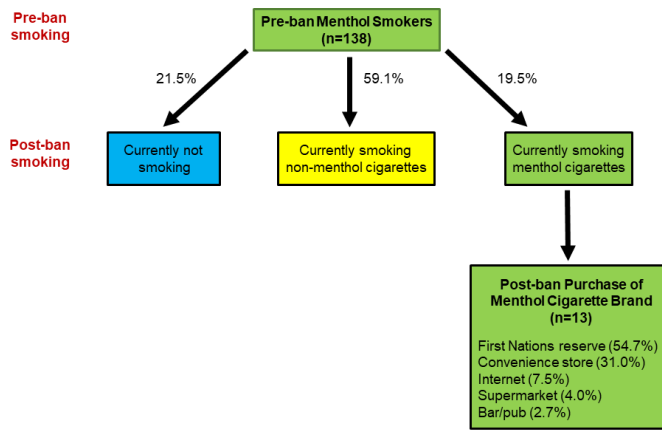 Pre-ban
smoking
Pre-ban Menthol Smokers
(n=138)
21.5%
59.1%
19.5%
Post-ban
smoking
Currently not
smoking
Currently smoking
non-menthol cigarettes
Currently smoking
menthol cigarettes
Post-ban Purchase of
Menthol Cigarette Brand
(n=13)
First Nations reserve (54.7%)
Convenience store (31.0%)
Internet (7.5%)
Supermarket (4.0%)
Bar/pub (2.7%)